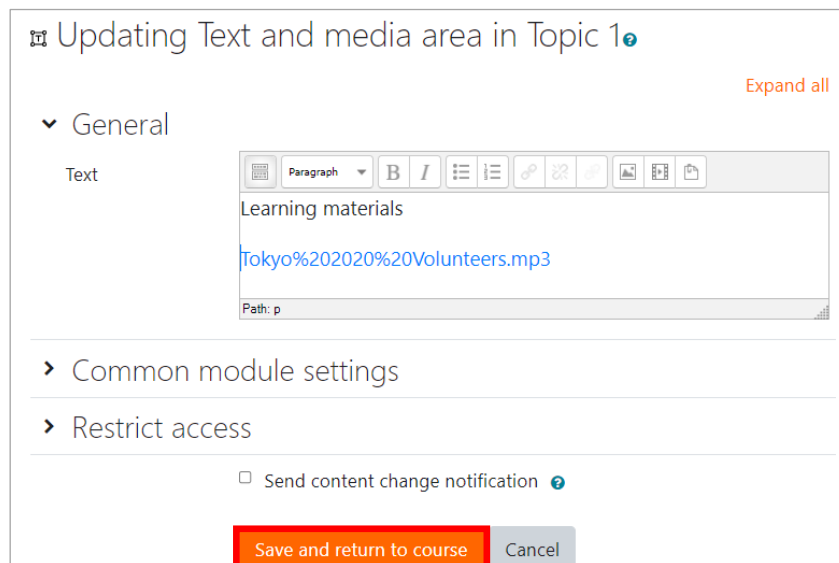 Updating Text and media area in Topic 1
Expand all
General
Text
Paragraph
B I
Learning materials
Tokyo%202020%20Volunteers.mp3
Path: p
Common module settings
Restrict access
Send content change notification
Save and return to course Cancel